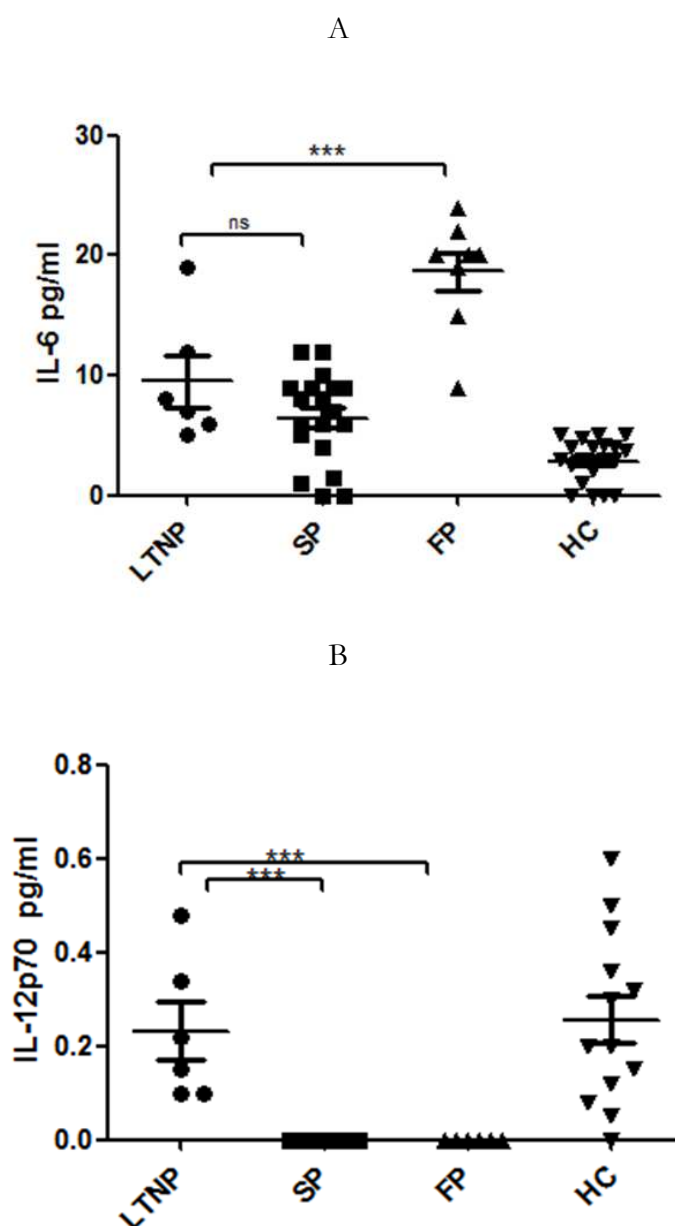 A
30
20
10
0
IL-6 pg/ml
***
ns
LTNP
SP
FP
HC
B
0.8
0.6
0.4
0.2
0.0
IL-12p70 pg/ml
***
***
LTNP
SP
FP
HC